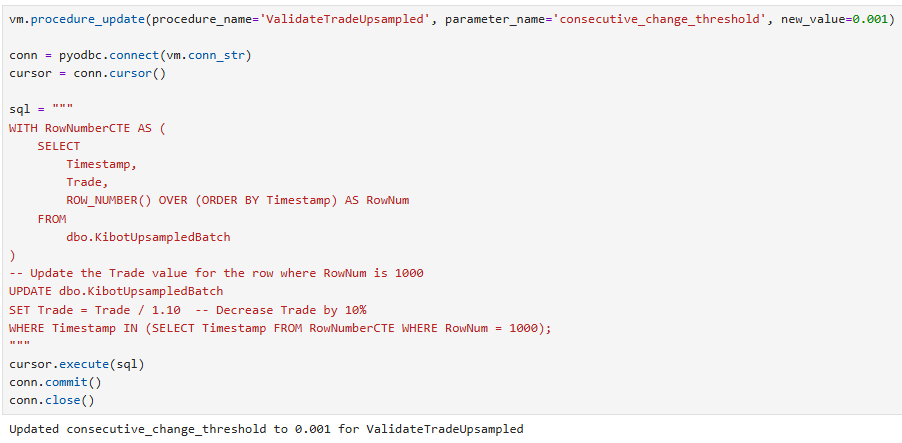 vm.procedure_update(procedure_name='ValidateTradeUpsampled', parameter_name='consecutive_change_threshold', new_value=0.001)
conn = pyodbc.connect(vm.conn_str)
cursor = conn.cursor()
sql = """
WITH RowNumberCTE AS (
SELECT
Timestamp,
Trade,
ROW_NUMBER() OVER (ORDER BY Timestamp) AS RowNum
FROM
dbo.KibotUpsampledBatch
)
-- Update the Trade value for the row where RowNum is 1000
UPDATE dbo.KibotUpsampledBatch
SET Trade = Trade / 1.10  -- Decrease Trade by 10%
WHERE Timestamp IN (SELECT Timestamp FROM RowNumberCTE WHERE RowNum = 1000);
"""
cursor.execute(sql)
conn.commit()
conn.close()
Updated consecutive_change_threshold to 0.001 for ValidateTradeUpsampled